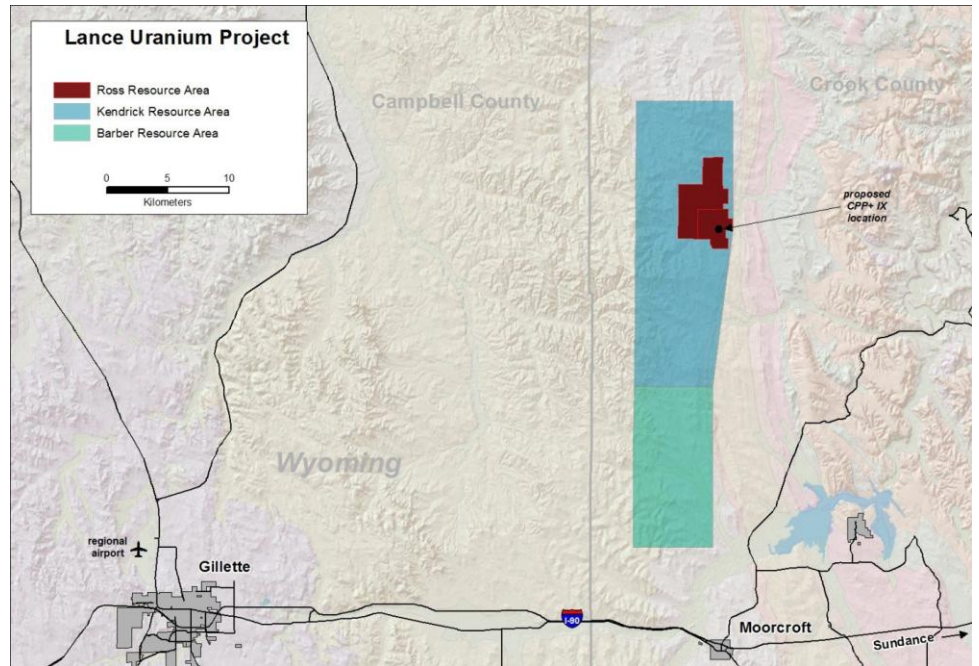 Lance Uranium Project
Ross Resource Area
Kendrick Resource Area
Barber Resource Area
0 5 10
Kilometers
Campbell County
Crook County
proposed
CPP+ IX
location
Wyoming
regional
airport
Gillette
I-90
Moorcroft
Sundance